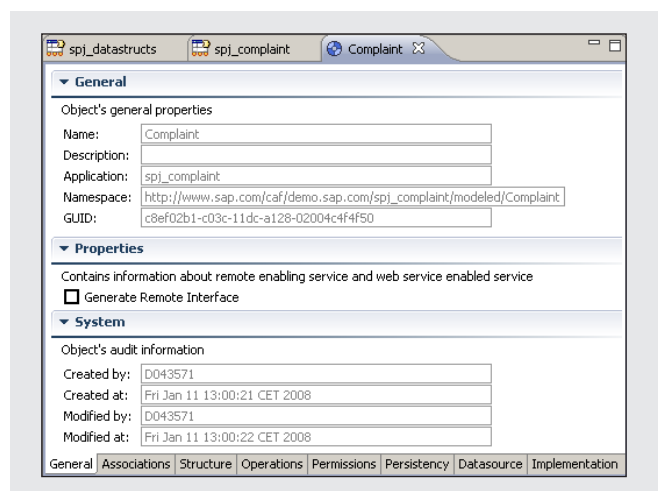 spj_datastructs spj_complaint Complaint
General
Object's general properties
Name: Complaint
Description:
Application: spj_complaint
Namespace: http://www.sap.com/caf/demo.sap.com/spj_complaint/modeled/Complaint
GUID: c8ef02b1-c03c-11dc-a128-02004c4f4f50
Properties
Contains information about remote enabling service and web service enabled service
Generate Remote Interface
System
Object's audit information
Created by: D043571
Created at: Fri Jan 11 13:00:21 CET 2008
Modified by: D043571
Modified at: Fri Jan 11 13:00:22 CET 2008
General Associations Structure Operations Permissions Persistency Datasource Implementation